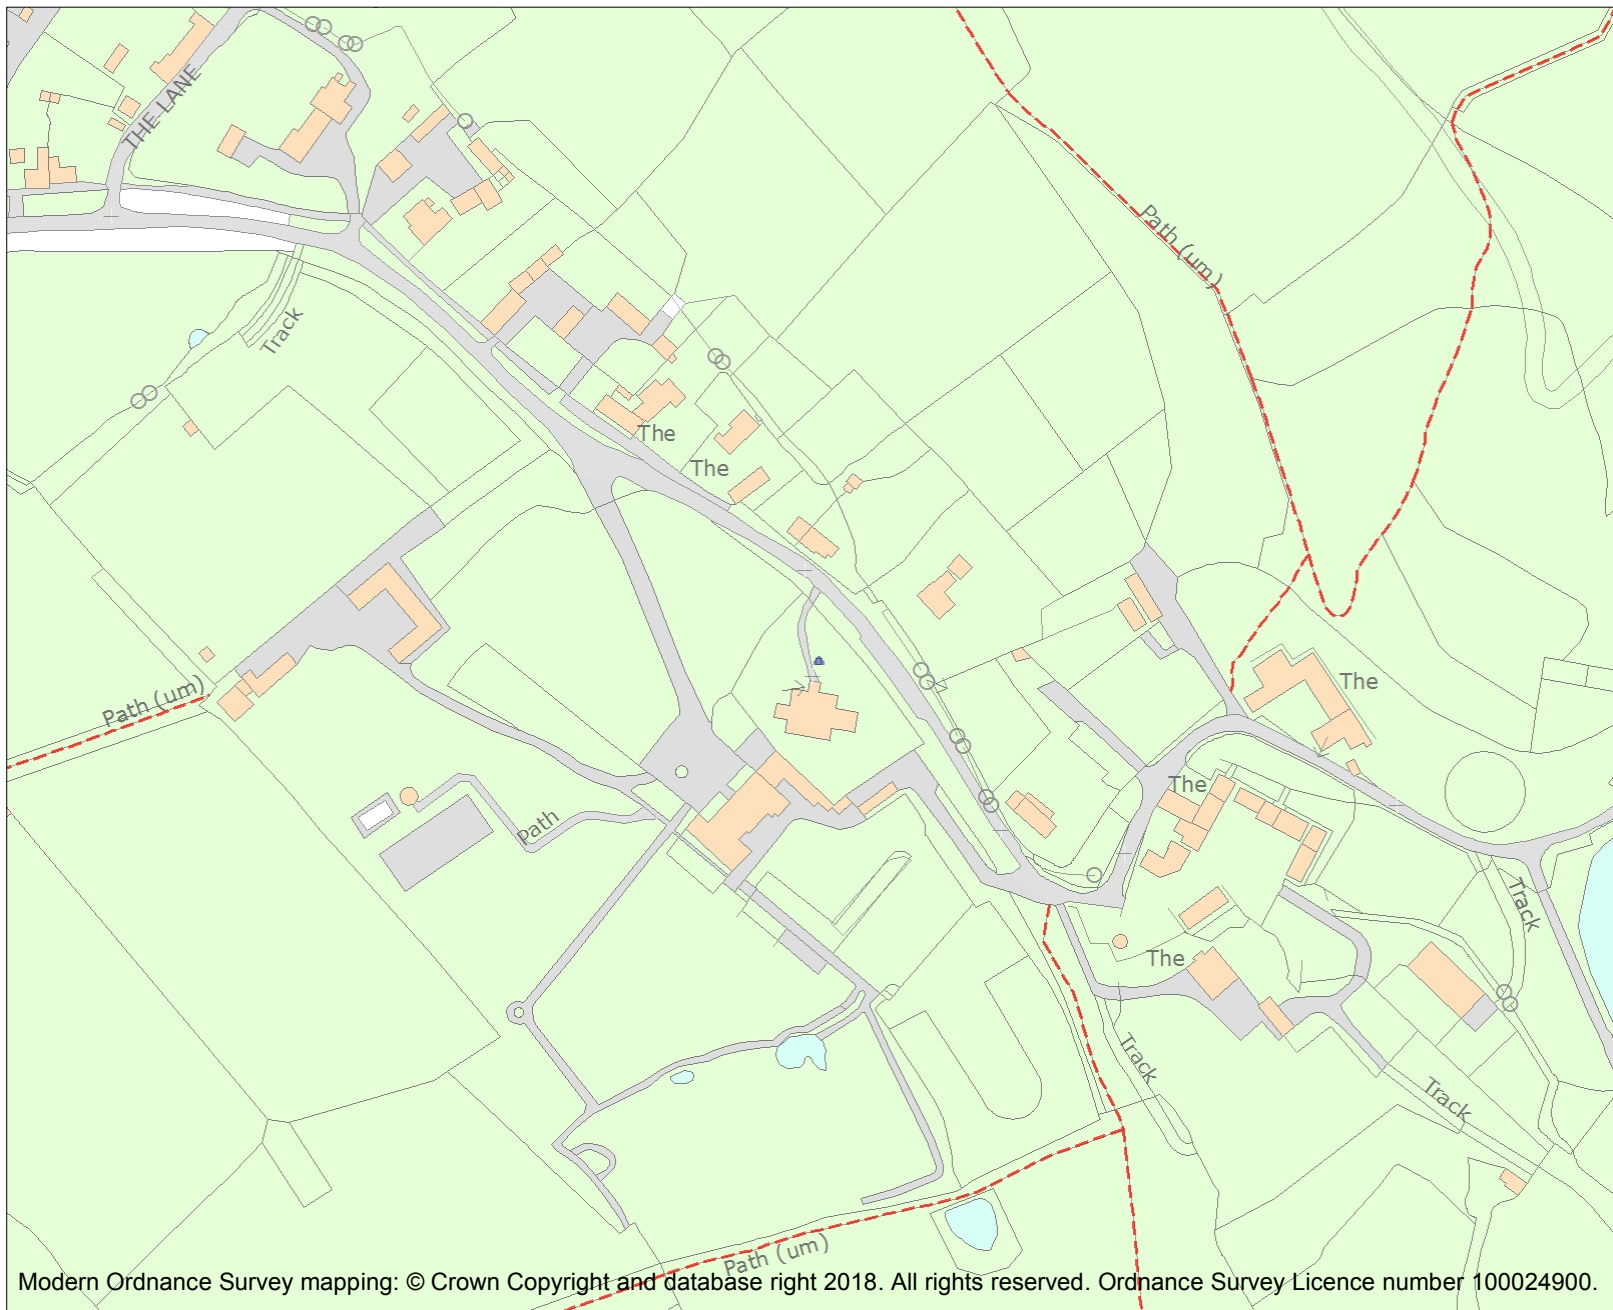 THE LANE
Path (um)
Track
The
The
Path (um)
The
The
Path
Track
The
Track
Track
Path (um)
Modern Ordnance Survey mapping: © Crown Copyright and database right 2018. All rights reserved. Ordnance Survey Licence number 100024900.